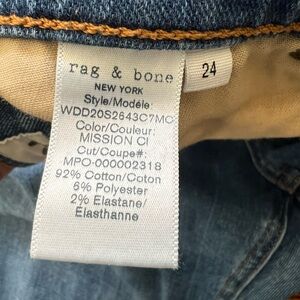 rag & bone
24
NEW YORK
Style/Modèle:
WDD20S2643C7MC
Color/Couleur:
MISSION CI
Cut/Coupe#:
MPO-000002318
92% Cotton/Coton
6% Polyester
2% Elastane/
Elasthanne